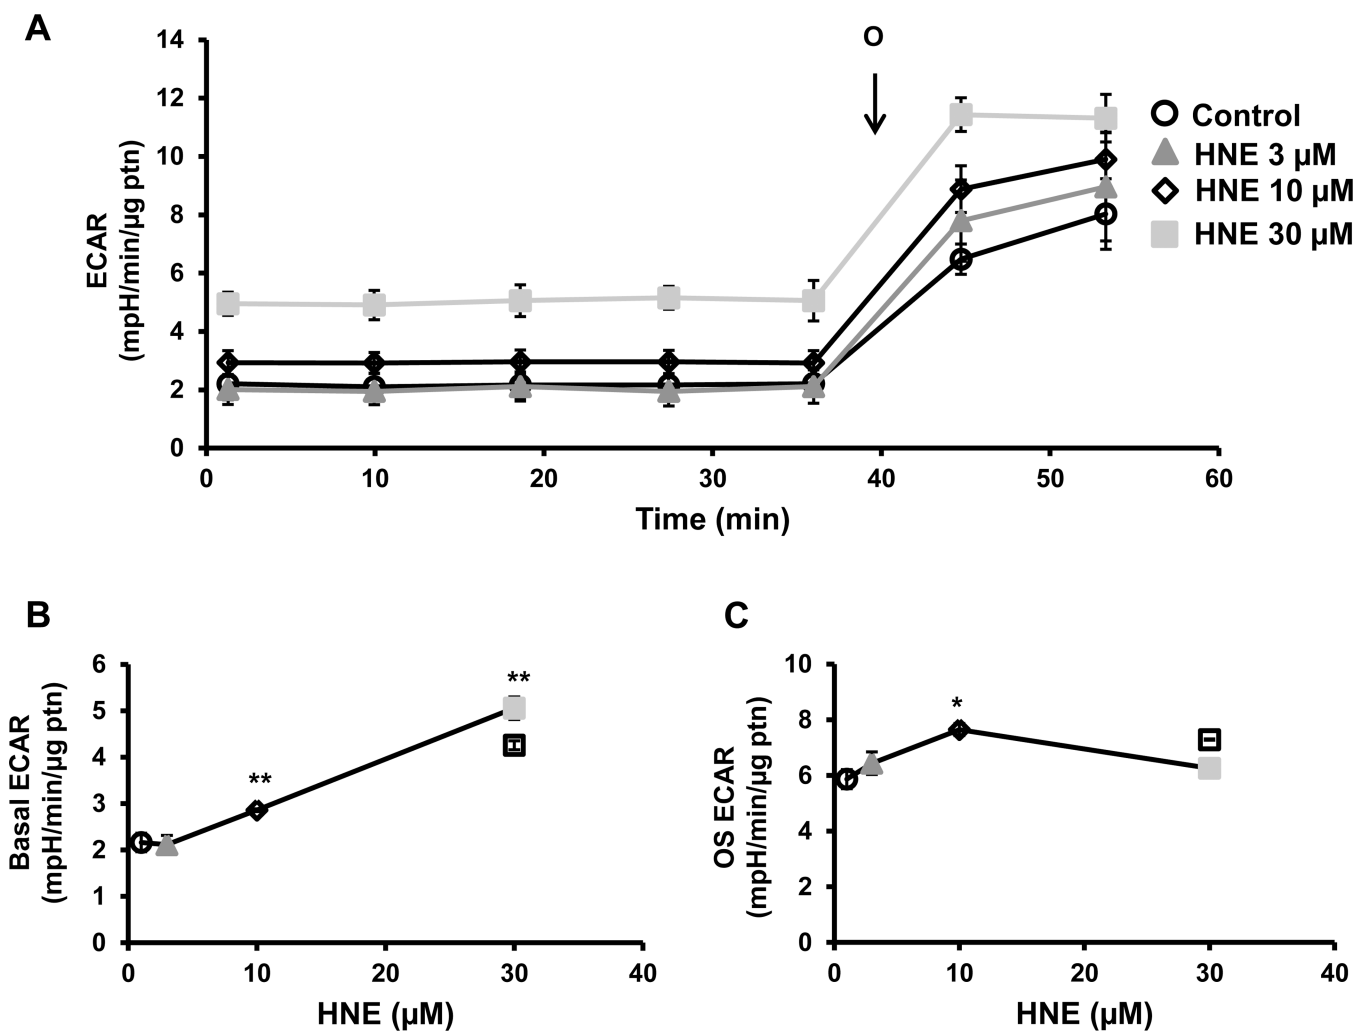 A
O
14
12
10
8
6
4
2
0
ECAR
(mpH/min/µg ptn)
0 10 20 30 40 50 60
Time (min)
Control
HNE 3 µM
HNE 10 µM
HNE 30 µM
B
6
5
4
3
2
1
0
Basal ECAR
(mpH/min/µg ptn)
**
**
0 10 20 30 40
HNE (µM)
C
10
8
6
4
2
0
OS ECAR
(mpH/min/µg ptn)
*
0 10 20 30 40
HNE (µM)